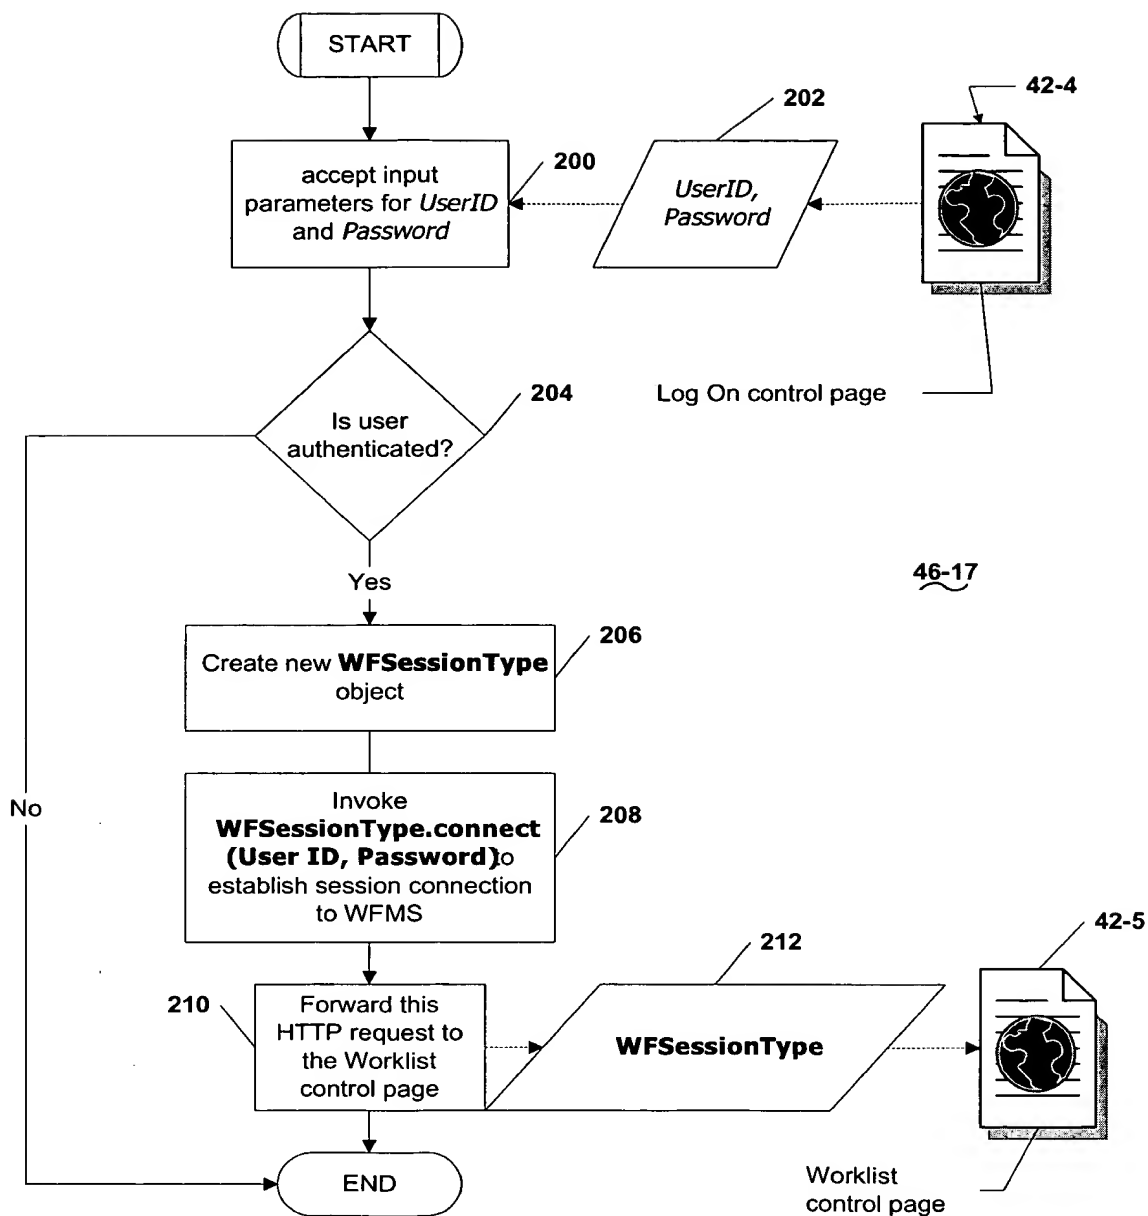 START
42-4
202
200
accept input
parameters for UserID
and Password
UserID,
Password
204
Log On control page
Is user
authenticated?
Yes
46-17
206
Create new WFSessionType
object
No
Invoke
WFSessionType.connect
(User ID, Password)to
establish session connection
to WFMS
208
42-5
212
210
Forward this
HTTP request to
the Worklist
control page
WFSessionType
END
Worklist
control page